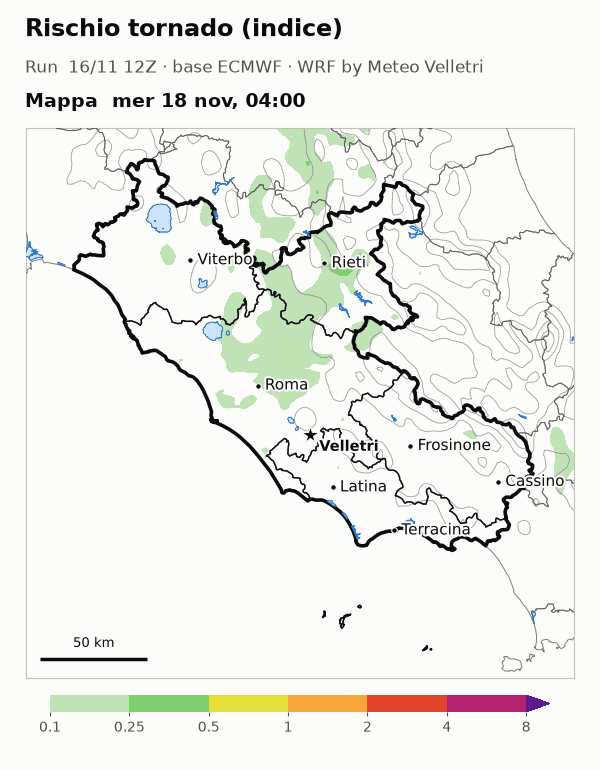 Rischio tornado (indice)
Run  16/11 12Z · base ECMWF · WRF by Meteo Velletri
Mappa  mer 18 nov, 04:00
Viterbo
Rieti
Roma
Velletri
Frosinone
Cassino
Latina
Terracina
50 km
0.1 0.25 0.5 1 2 4 8